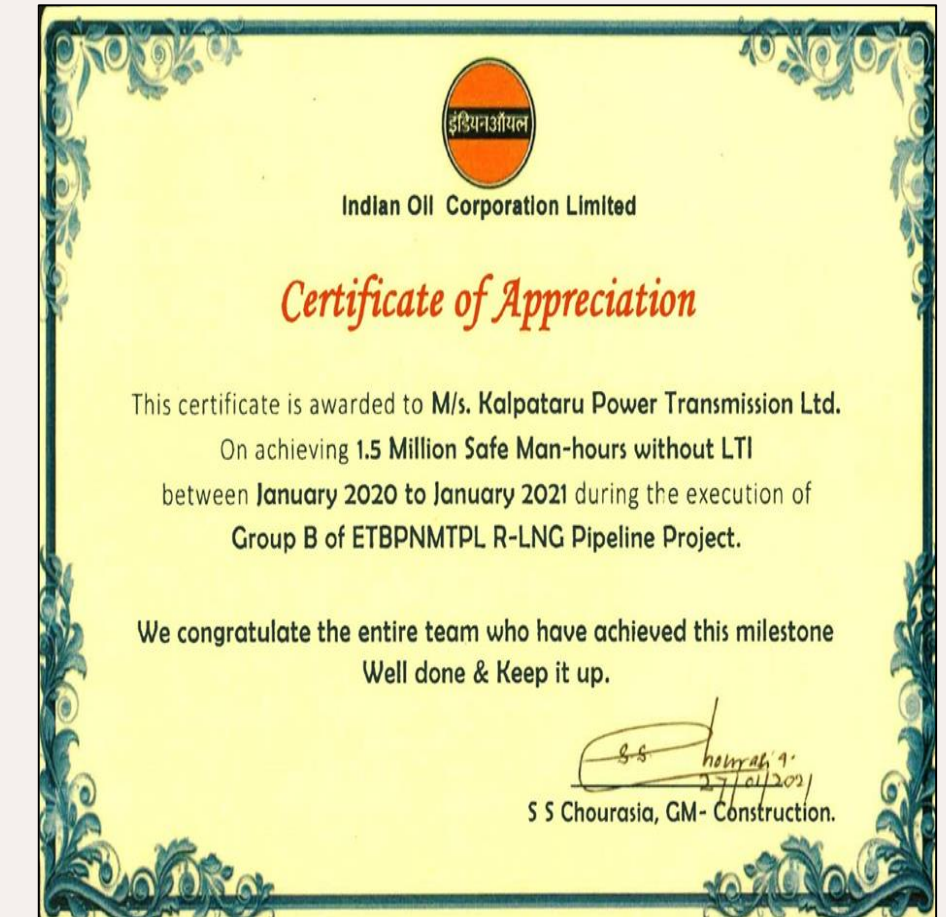 इंडियनऑयल
Indian Oil Corporation Limited
Certificate of Appreciation
This certificate is awarded to M/s. Kalpataru Power Transmission Ltd.
On achieving 1.5 Million Safe Man-hours without LTI
between January 2020 to January 2021 during the execution of
Group B of ETBPNMTPL R-LNG Pipeline Project.
We congratulate the entire team who have achieved this milestone
Well done & Keep it up.
S S Chourasia
27/01/2021
S S Chourasia, GM- Construction.